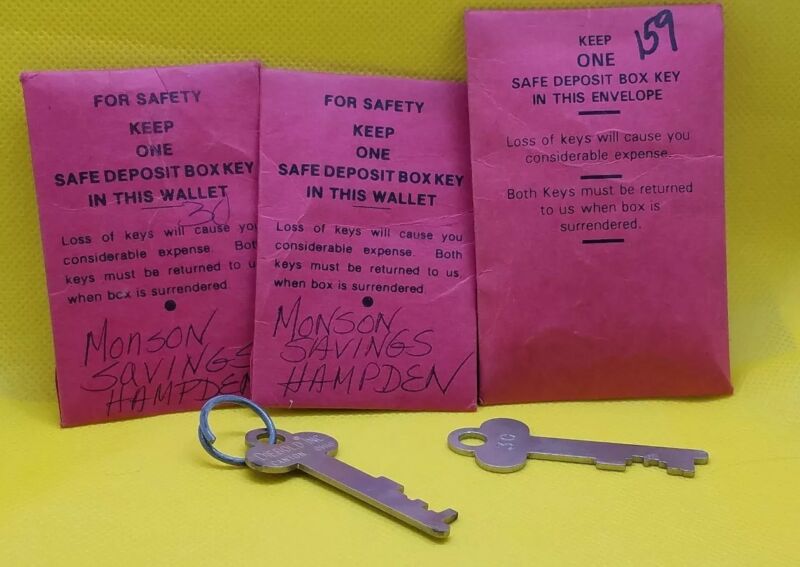 FOR SAFETY
KEEP
ONE
SAFE DEPOSIT BOX KEY
IN THIS WALLET
30
Loss of keys will cause you
considerable expense. Both
keys must be returned to us
when box is surrendered.
Monson
Savings
Hampden
FOR SAFETY
KEEP
ONE
SAFE DEPOSIT BOX KEY
IN THIS WALLET
Loss of keys will cause you
considerable expense. Both
keys must be returned to us
when box is surrendered.
MONSON
SAVINGS
HAMPDEN
159
KEEP
ONE
SAFE DEPOSIT BOX KEY
IN THIS ENVELOPE
Loss of keys will cause you
considerable expense.
Both Keys must be returned
to us when box is
surrendered.
DIEBOLD INC
CANTON
30